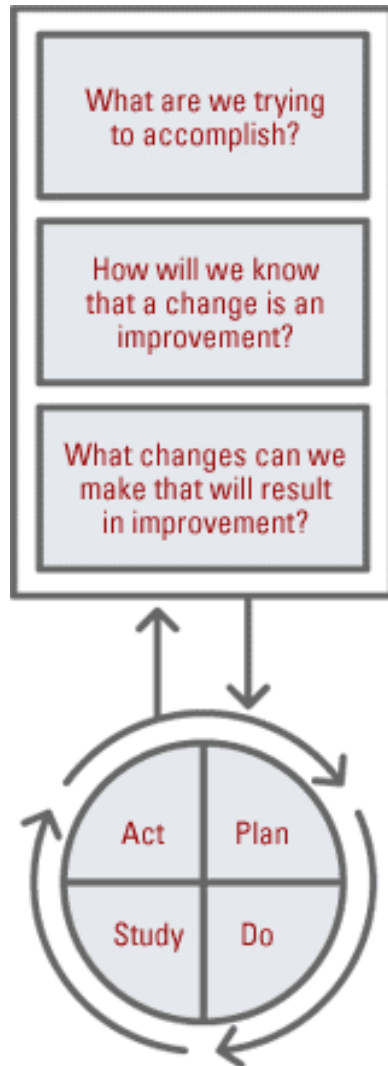 What are we trying
to accomplish?
How will we know
that a change is an
improvement?
What changes can we
make that will result
in improvement?
Act
Plan
Study
Do